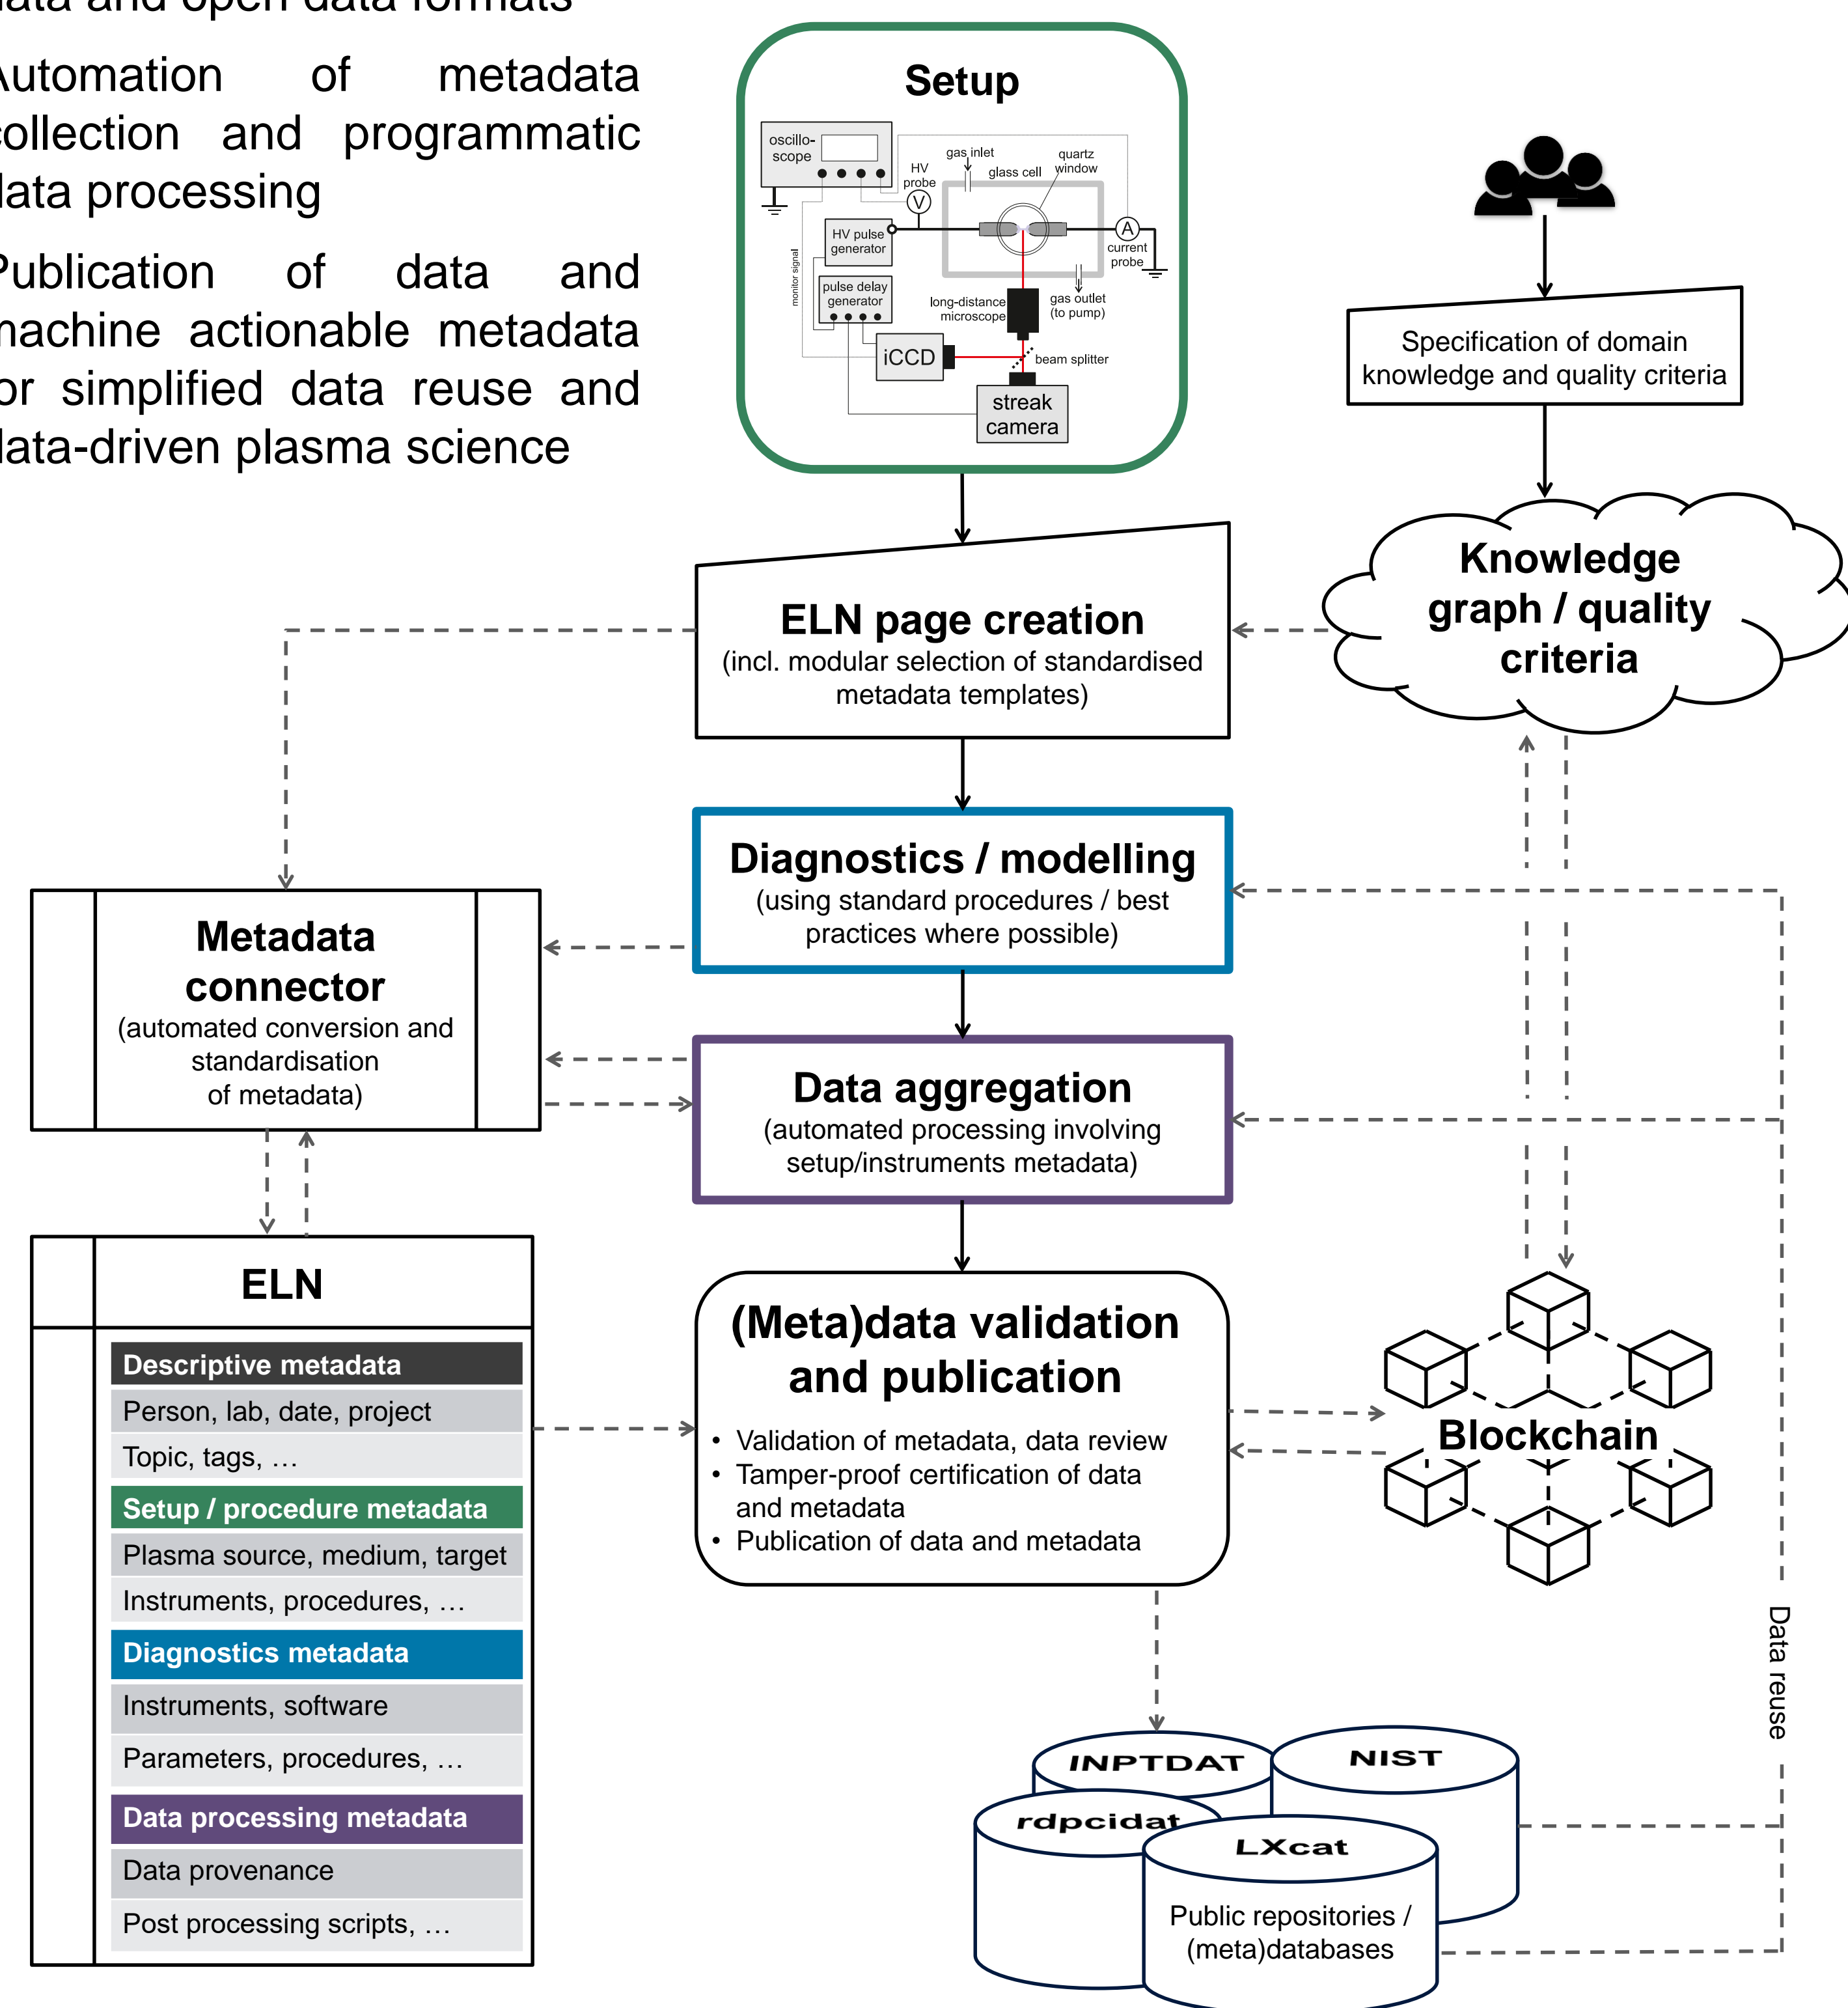 data and open data formats
Automation of metadata
collection and programmatic
data processing
Publication of data and
machine actionable metadata
for simplified data reuse and
data-driven plasma science
Setup
oscillo-
scope
HV
probe
V
gas inlet
glass cell
quartz
window
HV pulse
generator
A
current
probe
monitor signal
pulse delay
generator
long-distance
microscope
gas outlet
(to pump)
iCCD
beam splitter
streak
camera
Specification of domain
knowledge and quality criteria
Knowledge
graph / quality
criteria
ELN page creation
(incl. modular selection of standardised
metadata templates)
Diagnostics / modelling
(using standard procedures / best
practices where possible)
Metadata
connector
(automated conversion and
standardisation
of metadata)
Data aggregation
(automated processing involving
setup/instruments metadata)
ELN
Descriptive metadata
Person, lab, date, project
Topic, tags, …
Setup / procedure metadata
Plasma source, medium, target
Instruments, procedures, …
Diagnostics metadata
Instruments, software
Parameters, procedures, …
Data processing metadata
Data provenance
Post processing scripts, …
(Meta)data validation
and publication
• Validation of metadata, data review
• Tamper-proof certification of data
and metadata
• Publication of data and metadata
Blockchain
Data reuse
INPTDAT
NIST
rdpcidat
LXcat
Public repositories /
(meta)databases